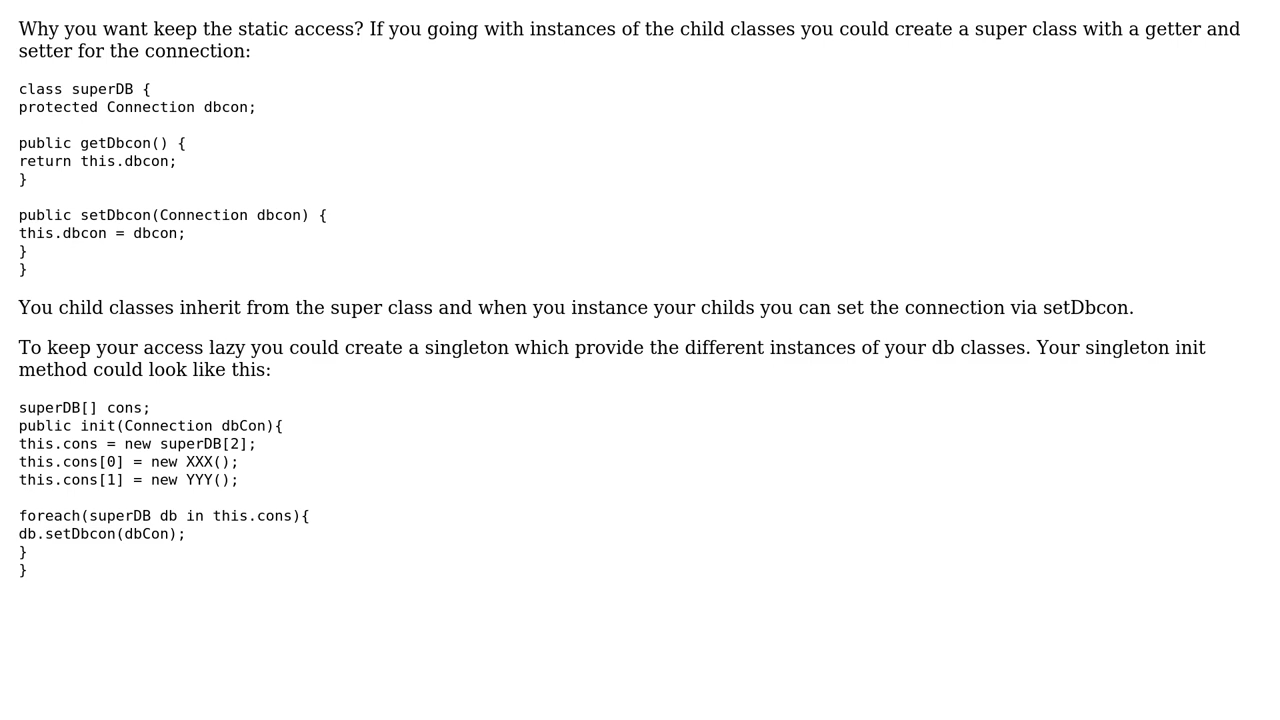 Why you want keep the static access? If you going with instances of the child classes you could create a super class with a getter and
setter for the connection:
class superDB {
protected Connection dbcon;
public getDbcon() {
return this.dbcon;
}
public setDbcon(Connection dbcon) {
this.dbcon = dbcon;
}
}
You child classes inherit from the super class and when you instance your childs you can set the connection via setDbcon.
To keep your access lazy you could create a singleton which provide the different instances of your db classes. Your singleton init
method could look like this:
superDB[] cons;
public init(Connection dbCon){
this.cons = new superDB[2];
this.cons[0] = new XXX();
this.cons[1] = new YYY();
foreach(superDB db in this.cons){
db.setDbcon(dbCon);
}
}